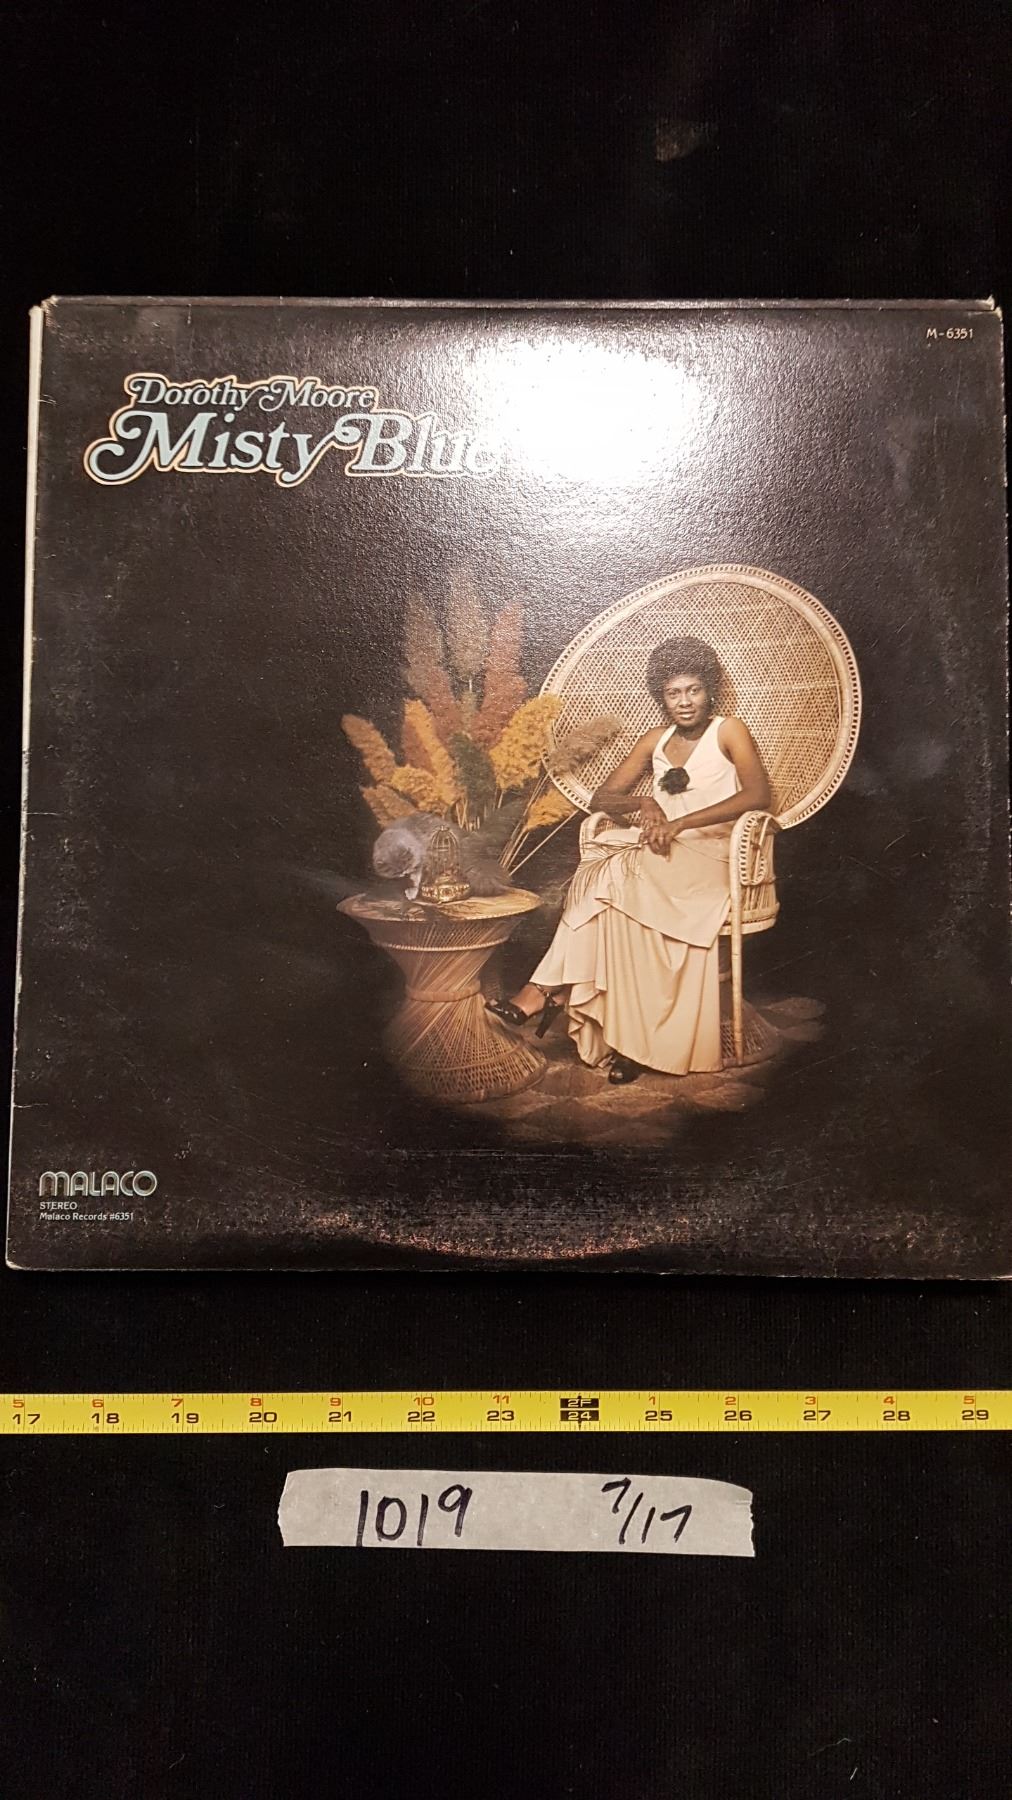 M-6351
Dorothy Moore
Misty Blue
MALACO
STEREO
Malaco Records #6351
5 6 7 8 9 10 11 2F 1 2 3 4 5
17 18 19 20 21 22 23 24 25 26 27 28 29
1019 7/17